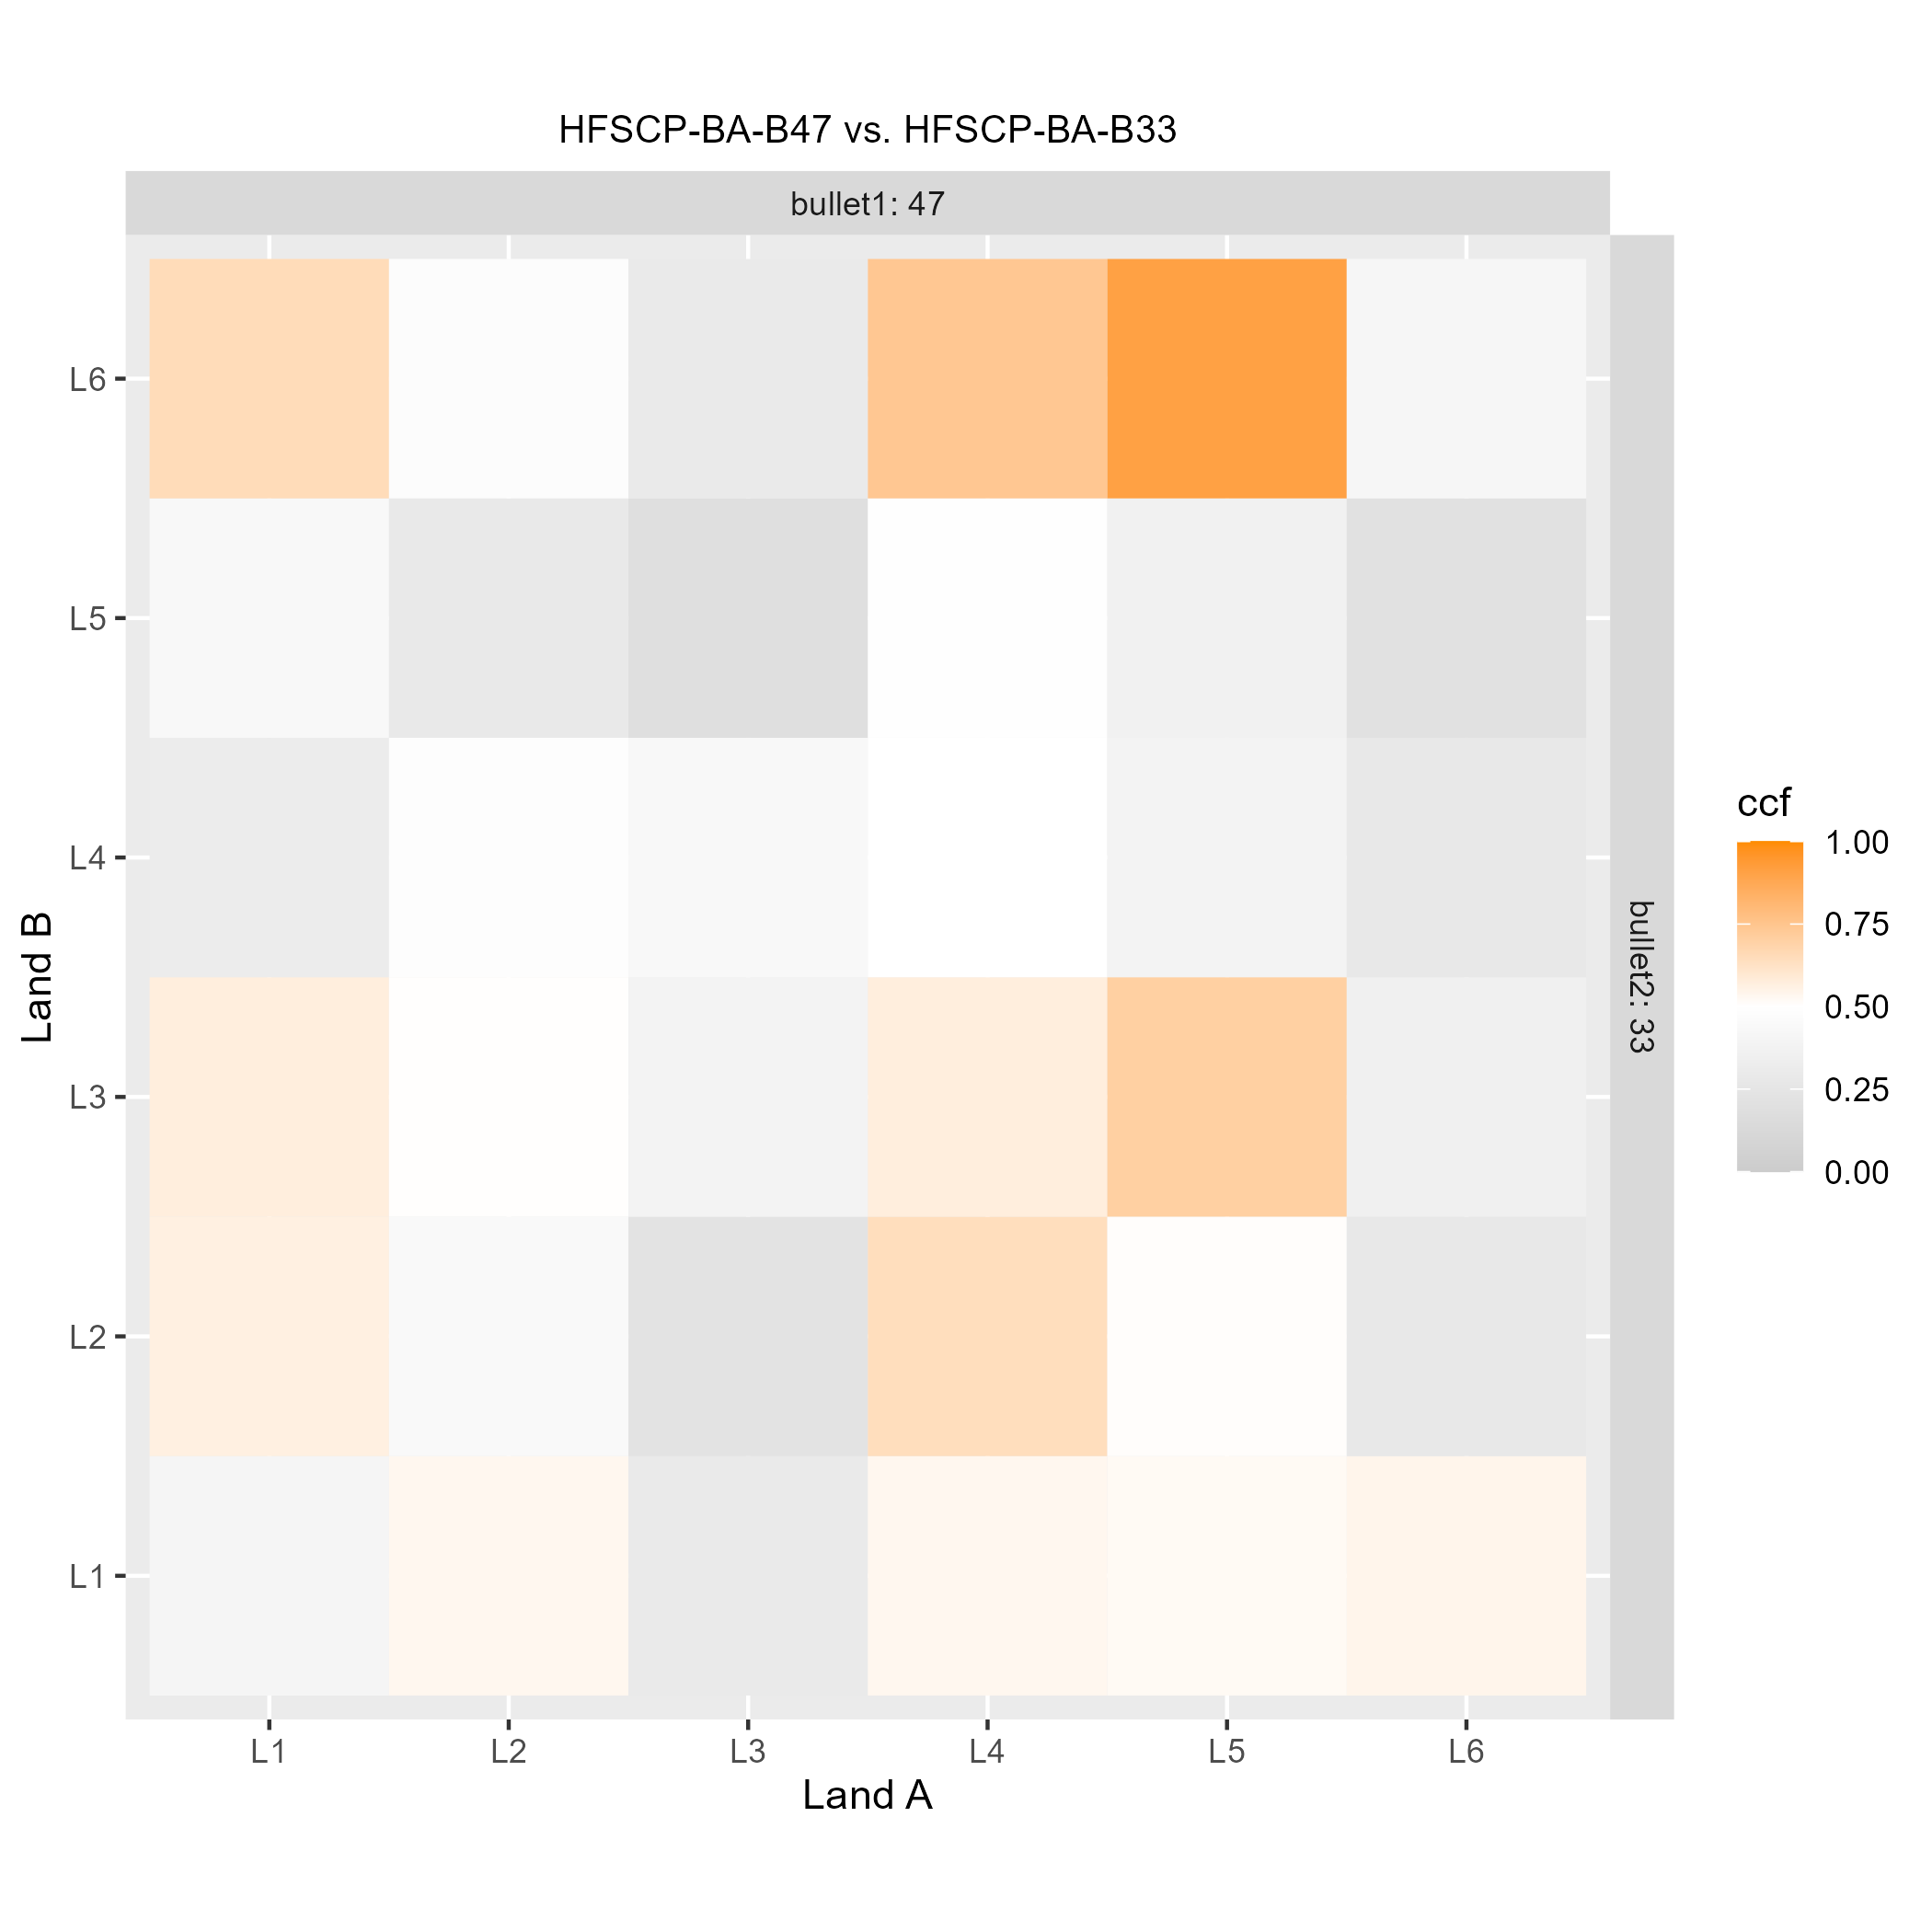 HFSCP-BA-B47 vs. HFSCP-BA-B33
bullet1: 47
L6
L5
L4
L3
L2
L1
Land B
bullet2: 33
L1 L2 L3 L4 L5 L6
Land A
ccf
1.00
0.75
0.50
0.25
0.00